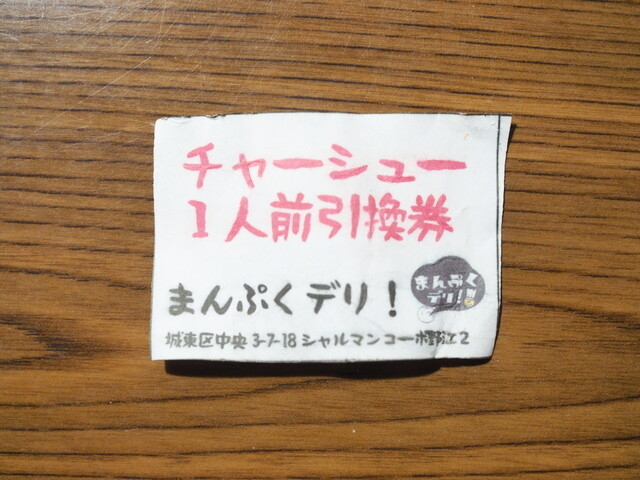 チャーシュー
1人前引換券
まんぷくデリ！
まんぷく
デリ！
城東区中央3-7-18シャルマンコーポ野江2